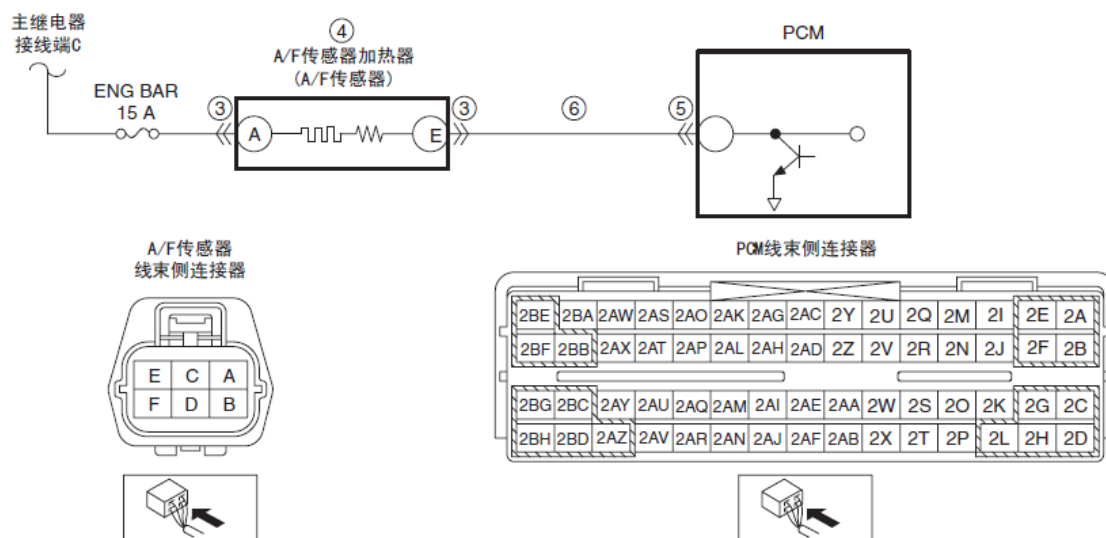 主继电器
接线端C
ENG BAR
15 A
④
A/F传感器加热器
(A/F传感器)
PCM
③
A
E
③
⑥
⑤
A/F传感器
线束侧连接器
E C A
F D B
PCM线束侧连接器
2BE 2BA 2AW 2AS 2AO 2AK 2AG 2AC 2Y 2U 2Q 2M 2I 2E 2A
2BF 2BB 2AX 2AT 2AP 2AL 2AH 2AD 2Z 2V 2R 2N 2J 2F 2B
2BG 2BC 2AY 2AU 2AQ 2AM 2AI 2AE 2AA 2W 2S 2O 2K 2G 2C
2BH 2BD 2AZ 2AV 2AR 2AN 2AJ 2AF 2AB 2X 2T 2P 2L 2H 2D